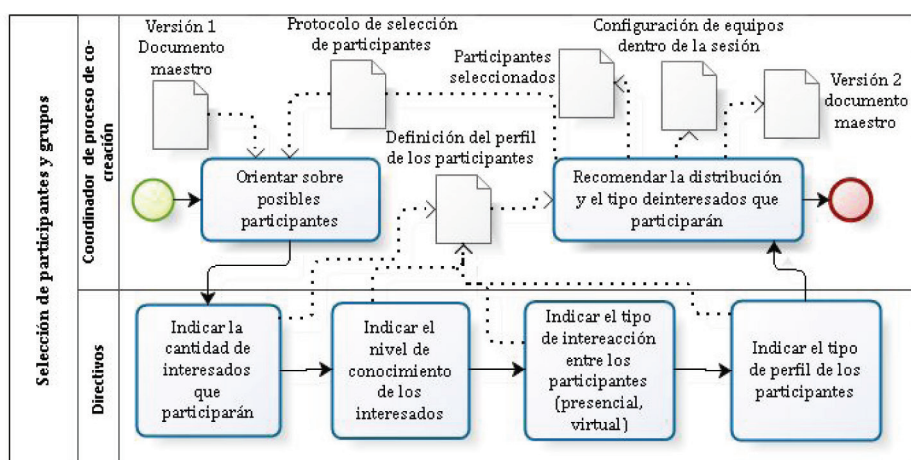 Selección de participantes y grupos
Coordinador de proceso de co-
creación
Directivos
Versión 1
Documento
maestro
Protocolo de selección
de participantes
Participantes
seleccionados
Configuración de equipos
dentro de la sesión
Versión 2
documento
maestro
Definición del perfil
de los participantes
Orientar sobre
posibles
participantes
Recomendar la distribución
y el tipo deinteresados que
participarán
Indicar la
cantidad de
interesados
que
participarán
Indicar el
nivel de
conocimiento
de los
interesados
Indicar el tipo
de intereacción
entre los
participantes
(presencial,
virtual)
Indicar el tipo
de perfil de los
participantes